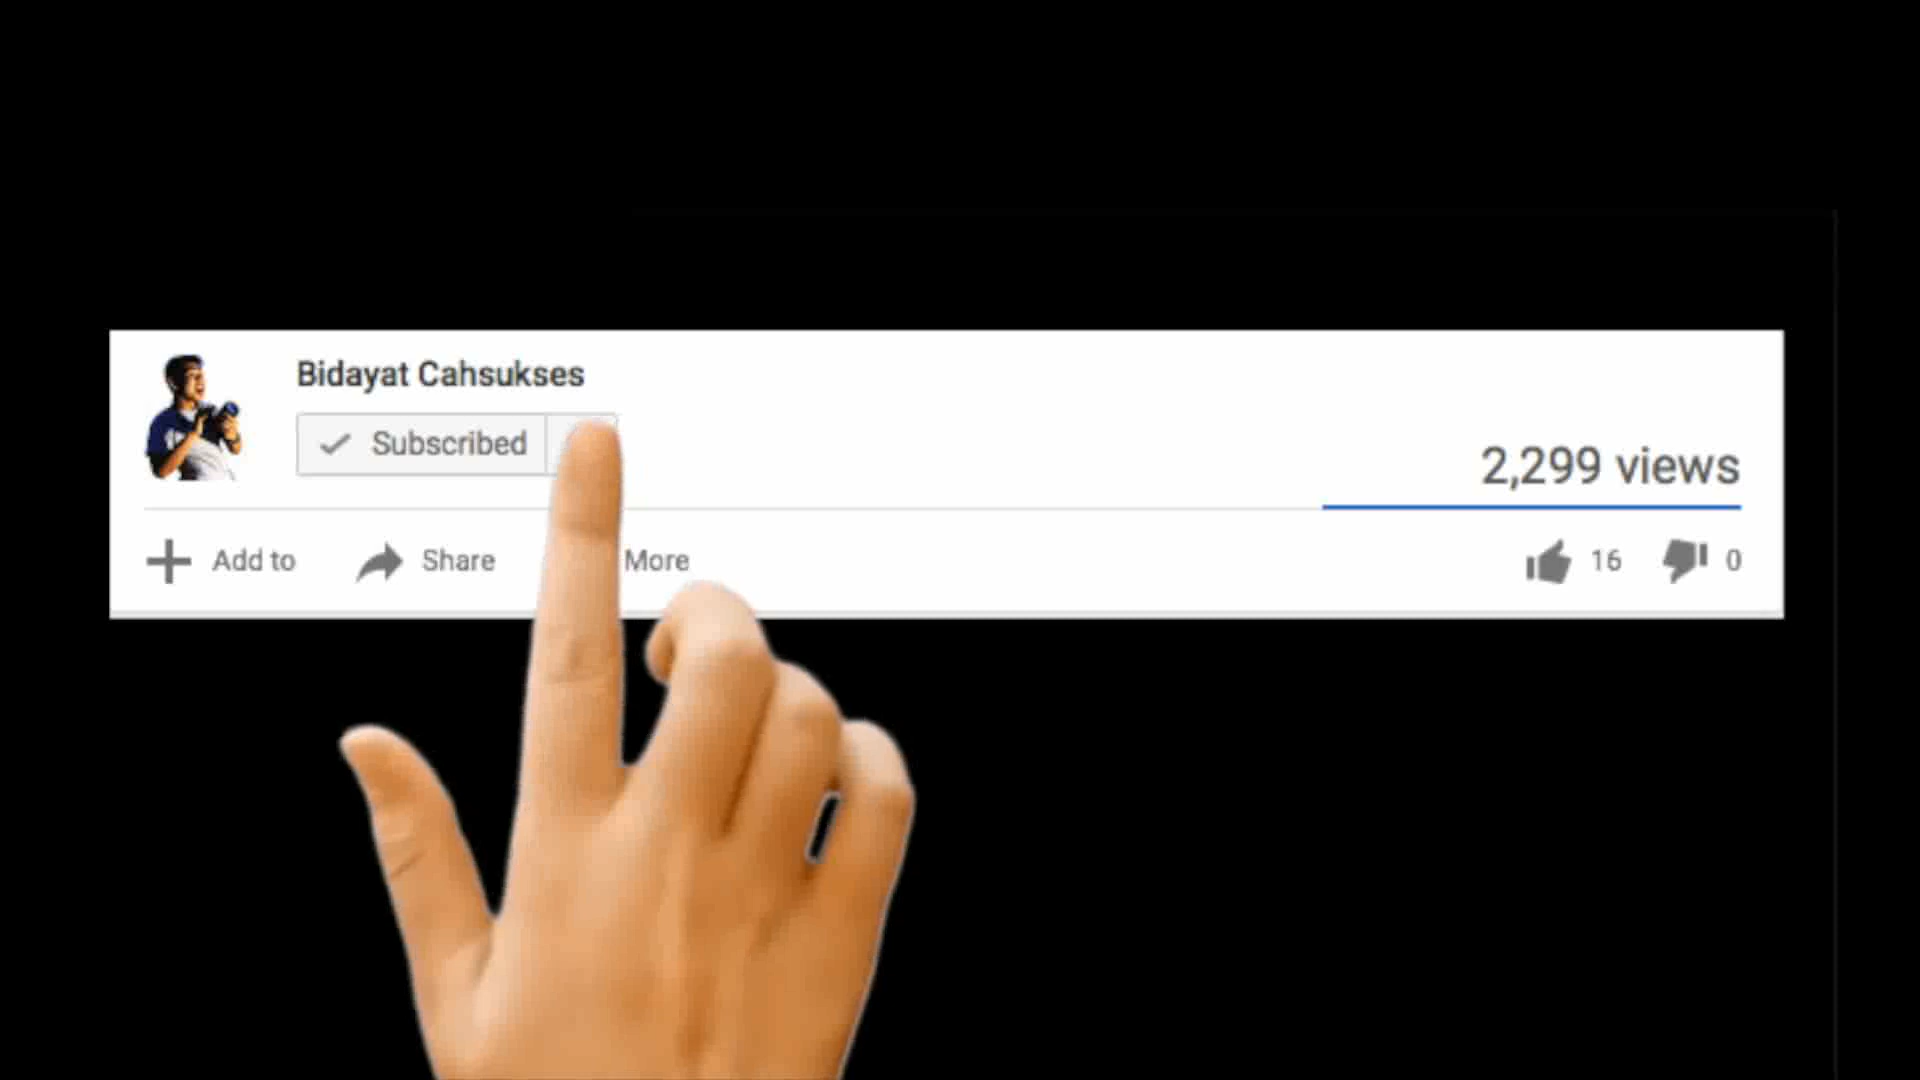 Bidayat Cahsukses
Subscribed
2,299 views
Add to
Share
More
16
0